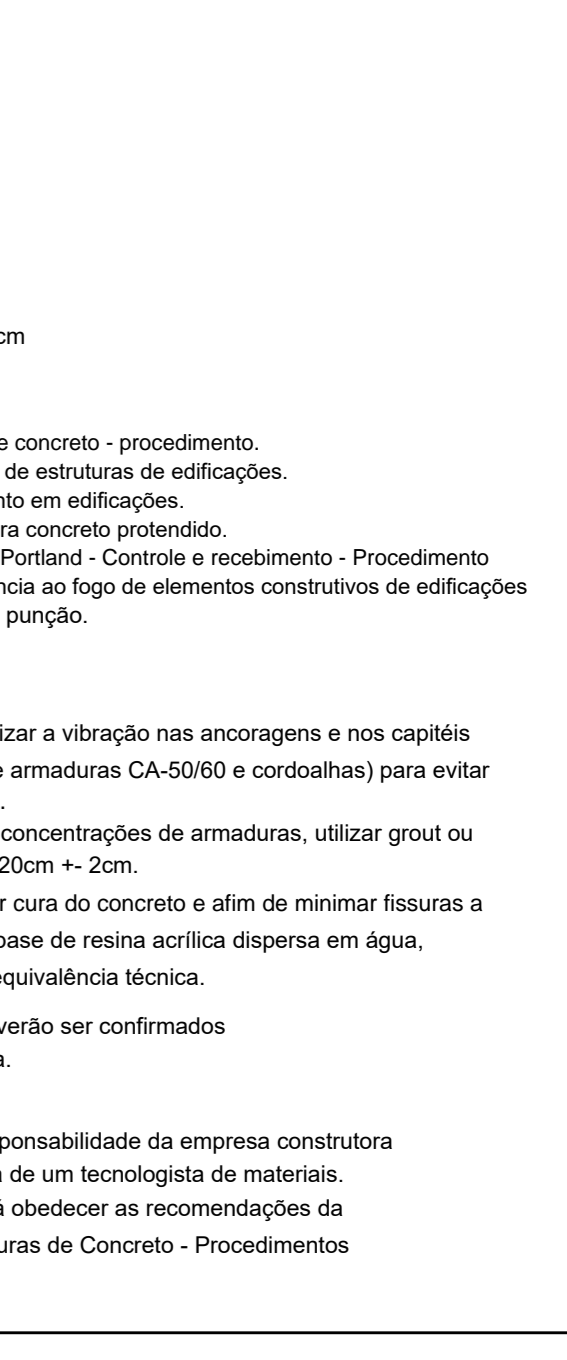 cm
e concreto - procedimento.
de estruturas de edificações.
nto em edificações.
ra concreto protendido.
Portland - Controle e recebimento - Procedimento
ncia ao fogo de elementos construtivos de edificações
punção.
izar a vibração nas ancoragens e nos capitéis
e armaduras CA-50/60 e cordoalhas) para evitar
.
concentrações de armaduras, utilizar grout ou
20cm +- 2cm.
r cura do concreto e afim de minimar fissuras a
base de resina acrílica dispersa em água,
equivalência técnica.
verão ser confirmados
a.
sponsabilidade da empresa construtora
a de um tecnologista de materiais.
á obedecer as recomendações da
uras de Concreto - Procedimentos